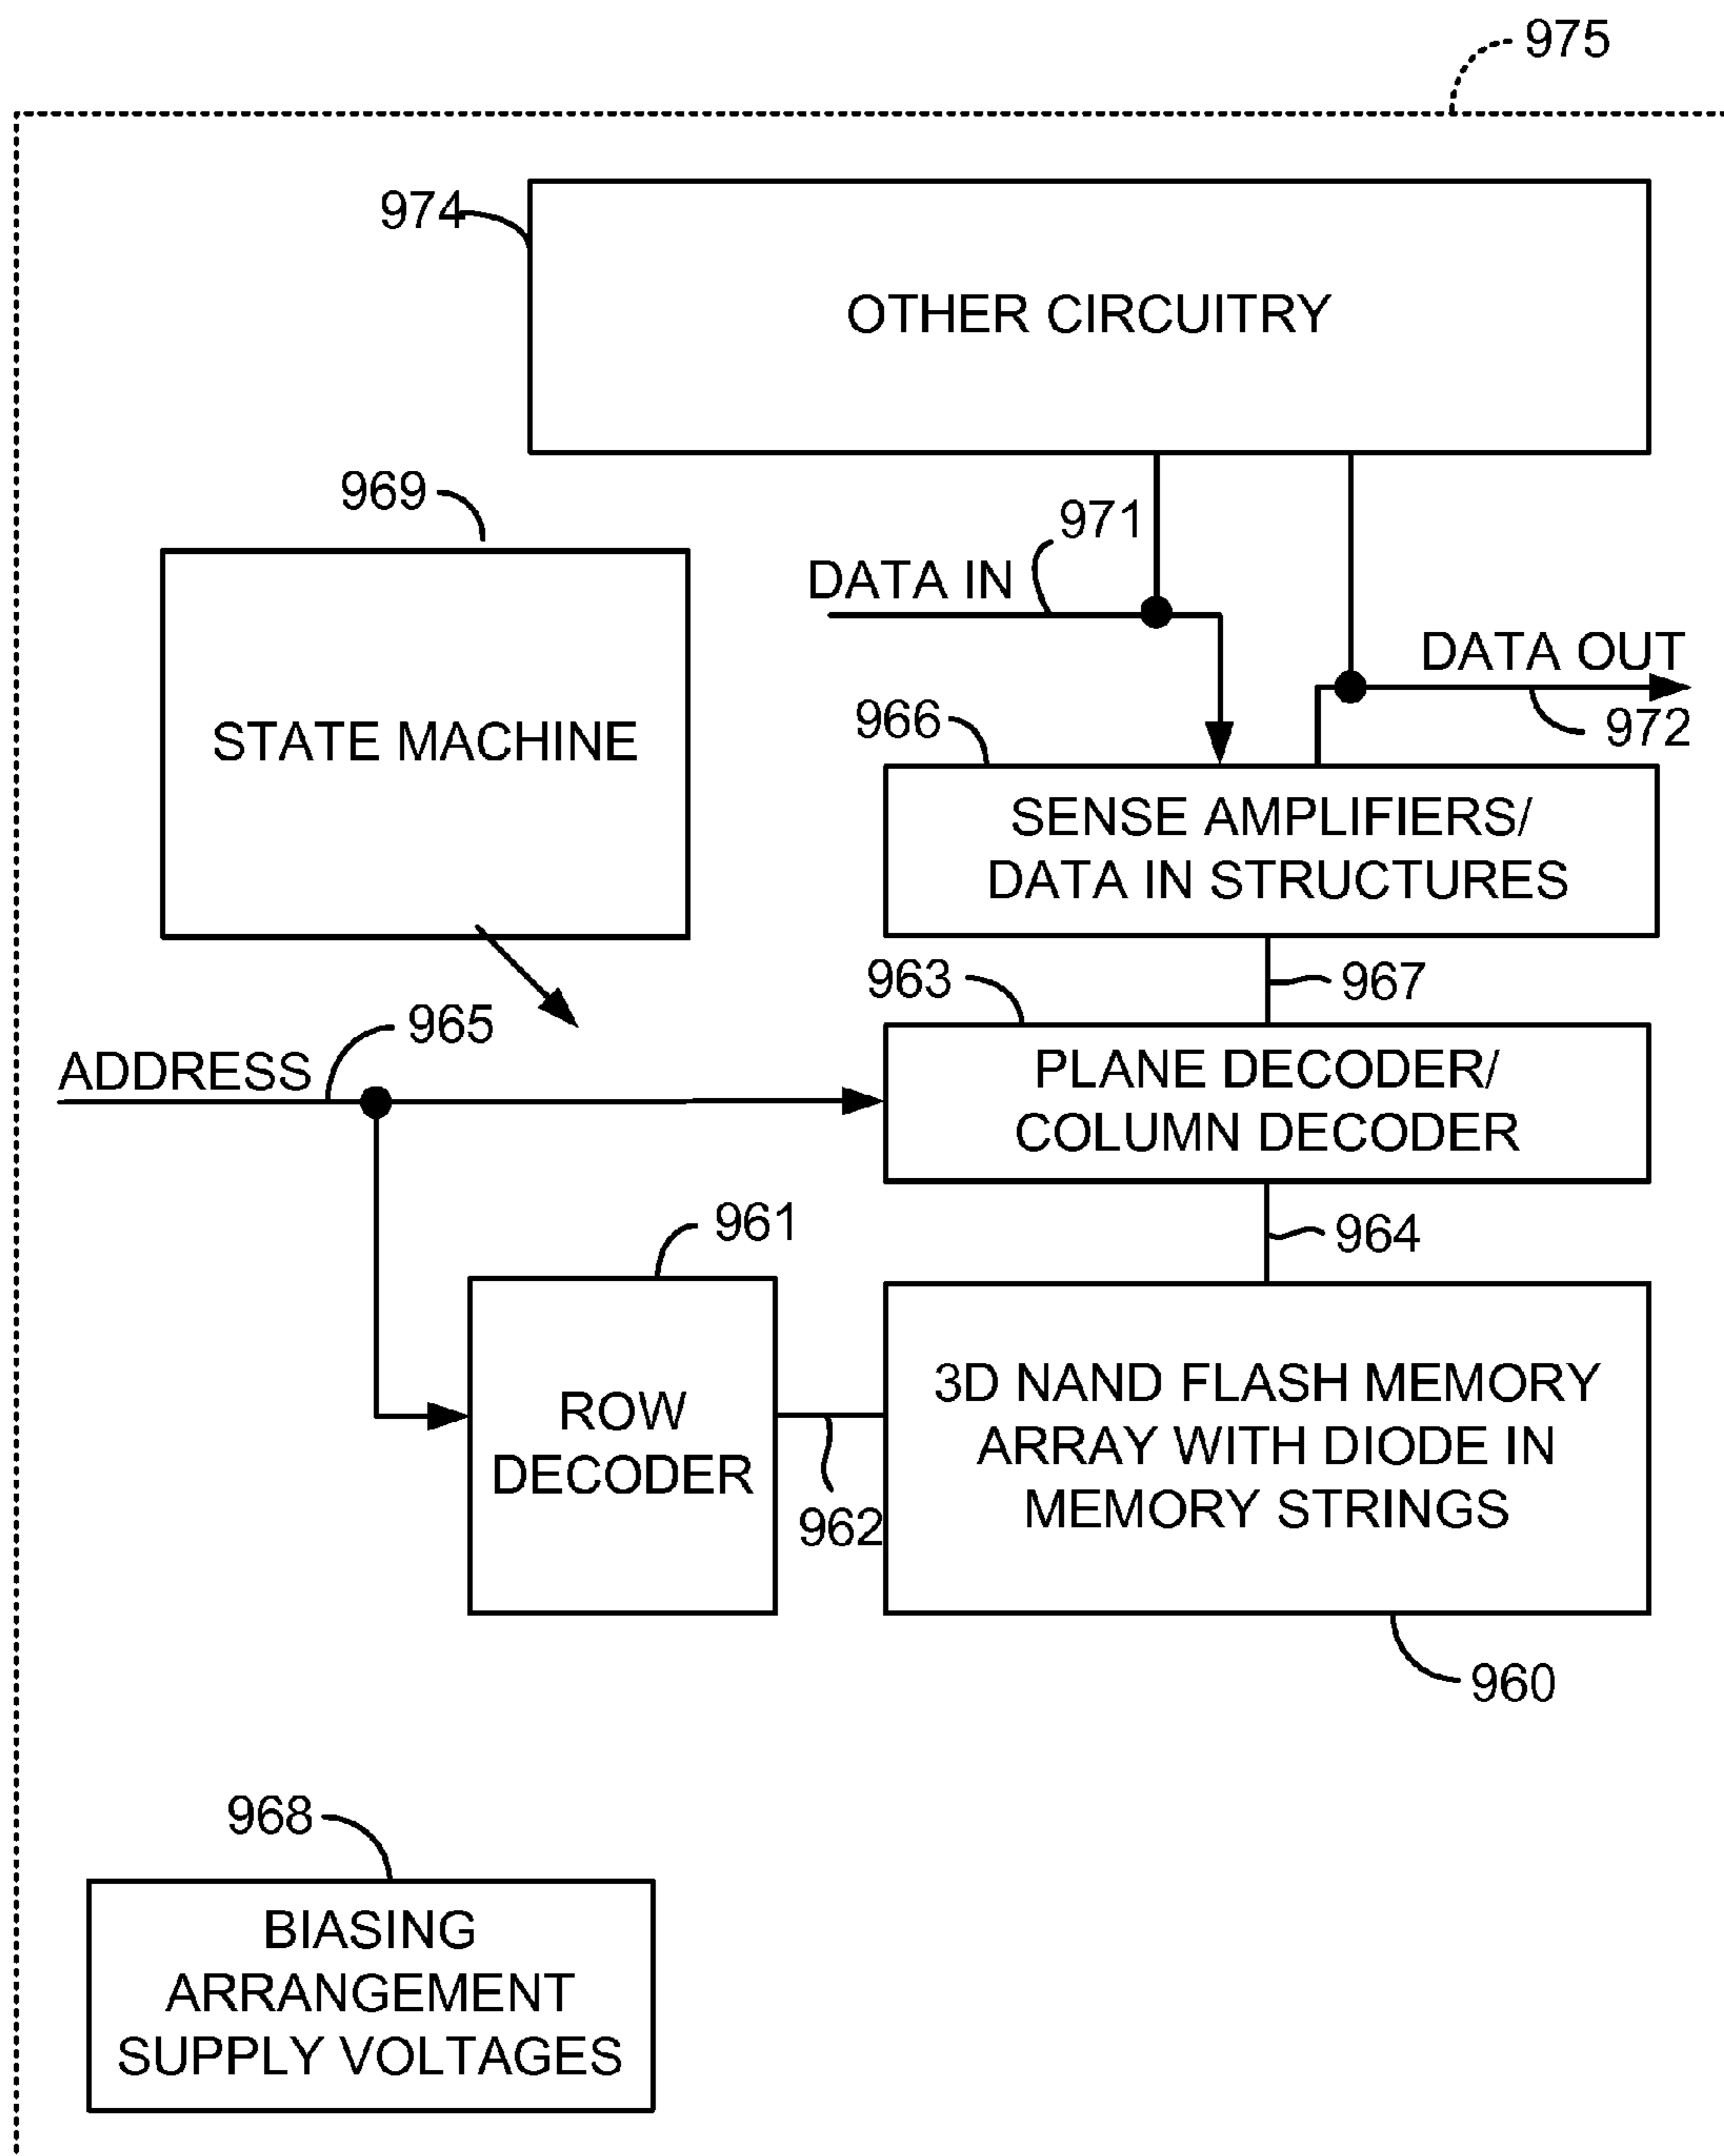 975
974
OTHER CIRCUITRY
969
971
DATA IN
DATA OUT
972
STATE MACHINE
966
SENSE AMPLIFIERS/
DATA IN STRUCTURES
963
967
965
ADDRESS
PLANE DECODER/
COLUMN DECODER
961
964
ROW
DECODER
962
3D NAND FLASH MEMORY
ARRAY WITH DIODE IN
MEMORY STRINGS
960
968
BIASING
ARRANGEMENT
SUPPLY VOLTAGES